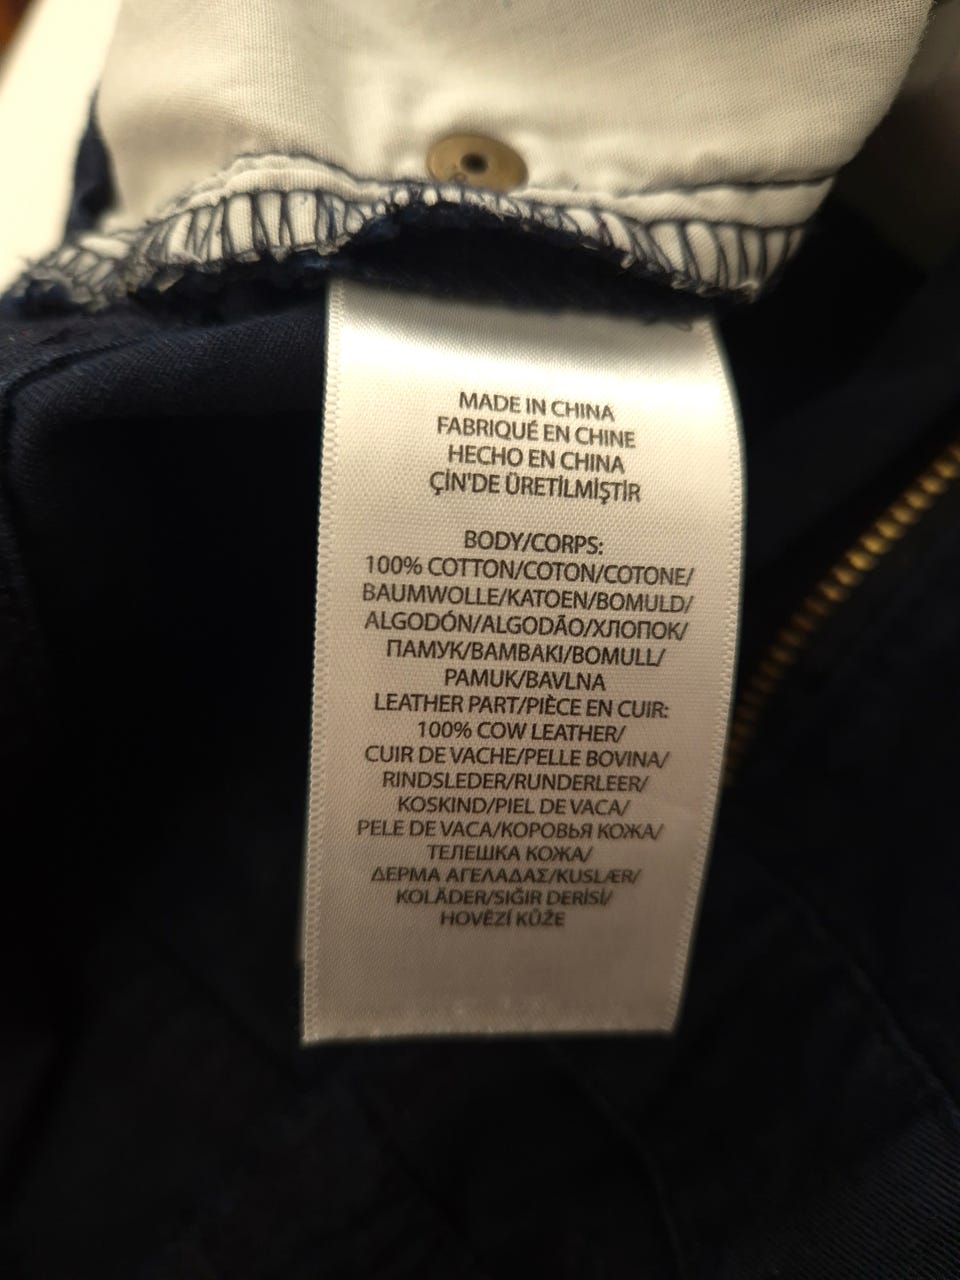 MADE IN CHINA
FABRIQUÉ EN CHINE
HECHO EN CHINA
ÇİN'DE ÜRETİLMİŞTİR
BODY/CORPS:
100% COTTON/COTON/COTONE/
BAUMWOLLE/KATOEN/BOMULD/
ALGODÓN/ALGODÃO/ХЛОПОК/
ПАМУК/BAMBAKI/BOMULL/
PAMUK/BAVLNA
LEATHER PART/PIÈCE EN CUIR:
100% COW LEATHER/
CUIR DE VACHE/PELLE BOVINA/
RINDSLEDER/RUNDERLEER/
KOSKIND/PIEL DE VACA/
PELE DE VACA/КОРОВЬЯ КОЖА/
ТЕЛЕШКА КОЖА/
ΔΕΡΜΑ ΑΓΕΛΑΔΑΣ/KUSLÆR/
KOLÄDER/SIĞIR DERİSİ/
HOVĚZÍ KŮŽE